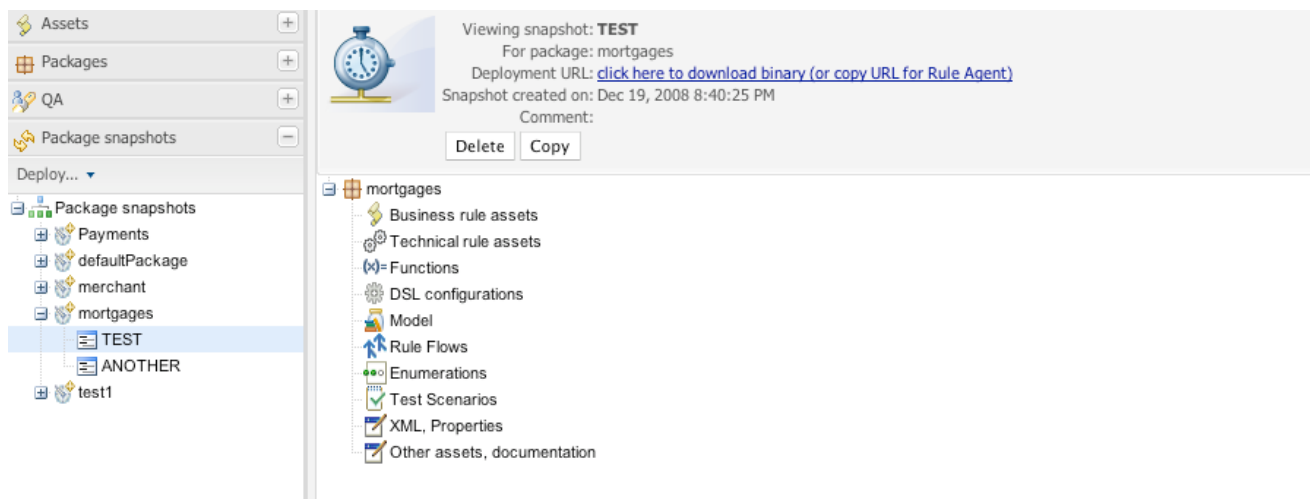 Assets
Packages
QA
Package snapshots
Deploy...
Package snapshots
Payments
defaultPackage
merchant
mortgages
TEST
ANOTHER
test1
Viewing snapshot: TEST
For package: mortgages
Deployment URL: click here to download binary (or copy URL for Rule Agent)
Snapshot created on: Dec 19, 2008 8:40:25 PM
Comment:
Delete Copy
mortgages
Business rule assets
Technical rule assets
(x)= Functions
DSL configurations
Model
Rule Flows
Enumerations
Test Scenarios
XML, Properties
Other assets, documentation